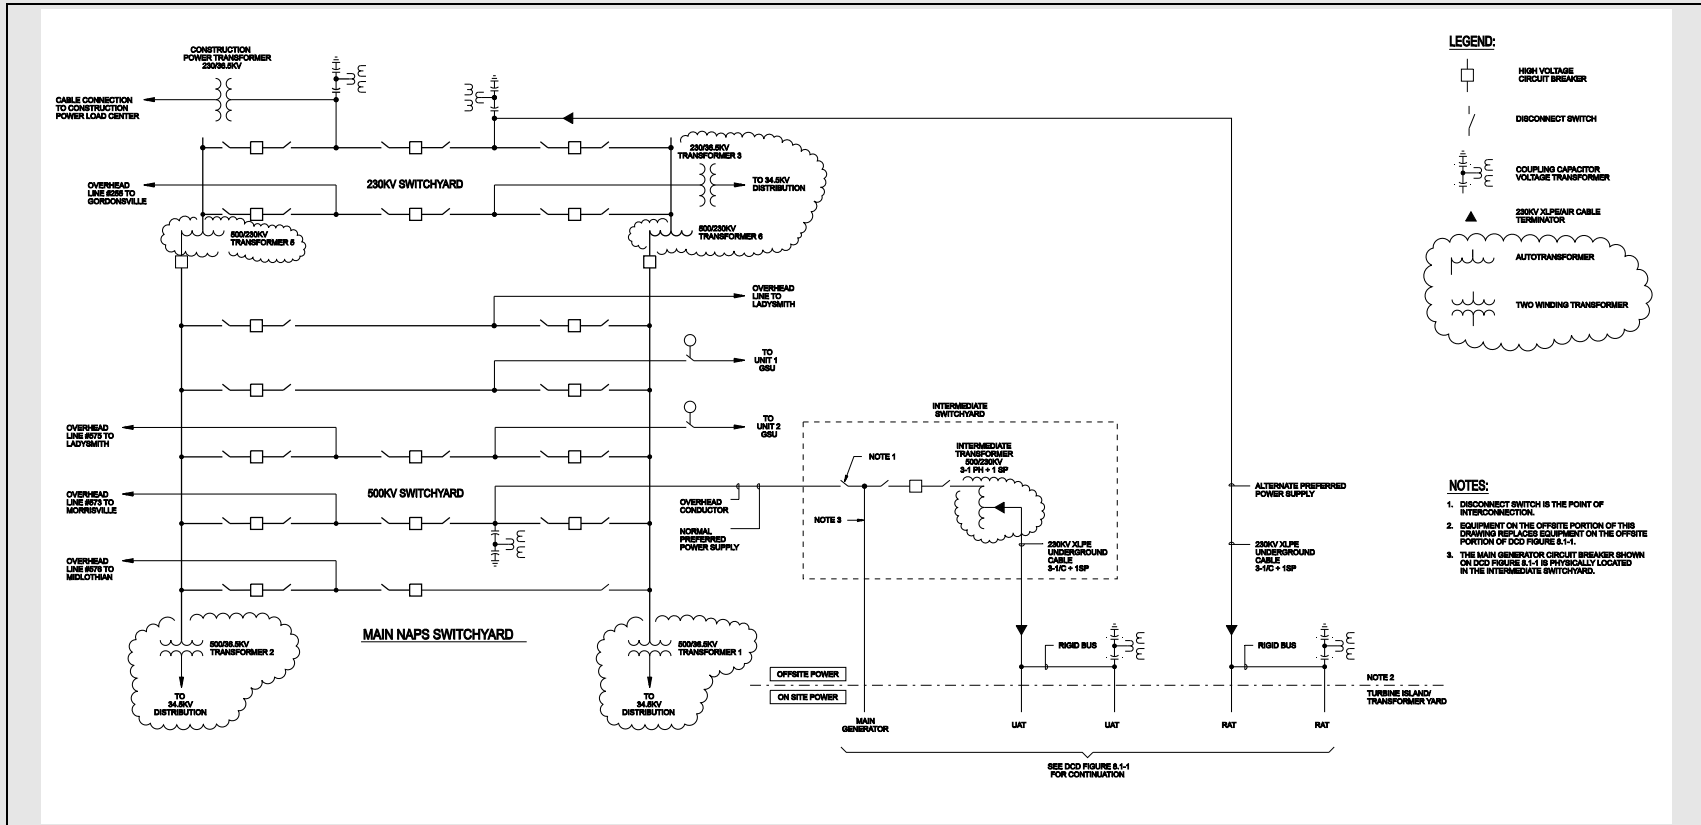 CONSTRUCTION
POWER TRANSFORMER
230/36.5KV
CABLE CONNECTION
TO CONSTRUCTION
POWER LOAD CENTER
230/36.5KV
TRANSFORMER 3
OVERHEAD
LINE #255 TO
GORDONSVILLE
230KV SWITCHYARD
TO 34.5KV
DISTRIBUTION
500/230KV
TRANSFORMER 5
500/230KV
TRANSFORMER 6
OVERHEAD
LINE TO
LADYSMITH
TO
UNIT 1
GSU
OVERHEAD
LINE #575 TO
LADYSMITH
TO
UNIT 2
GSU
OVERHEAD
LINE #573 TO
MORRISVILLE
500KV SWITCHYARD
OVERHEAD
CONDUCTOR
NORMAL
PREFERRED
POWER SUPPLY
OVERHEAD
LINE #576 TO
MIDLOTHIAN
MAIN NAPS SWITCHYARD
500/36.5KV
TRANSFORMER 2
TO
34.5KV
DISTRIBUTION
500/36.5KV
TRANSFORMER 1
TO
34.5KV
DISTRIBUTION
INTERMEDIATE
SWITCHYARD
NOTE 1
INTERMEDIATE
TRANSFORMER
500/230KV
3-1 PH + 1 SP
NOTE 3
230KV XLPE
UNDERGROUND
CABLE
3-1/C + 1SP
ALTERNATE PREFERRED
POWER SUPPLY
230KV XLPE
UNDERGROUND
CABLE
3-1/C + 1SP
RIGID BUS
RIGID BUS
OFFSITE POWER
ON SITE POWER
NOTE 2
TURBINE ISLAND/
TRANSFORMER YARD
MAIN
GENERATOR
UAT
UAT
RAT
RAT
SEE DCD FIGURE 8.1-1
FOR CONTINUATION
LEGEND:
HIGH VOLTAGE
CIRCUIT BREAKER
DISCONNECT SWITCH
COUPLING CAPACITOR
VOLTAGE TRANSFORMER
230KV XLPE/AIR CABLE
TERMINATOR
AUTOTRANSFORMER
TWO WINDING TRANSFORMER
NOTES:
1. DISCONNECT SWITCH IS THE POINT OF
INTERCONNECTION.
2. EQUIPMENT ON THE OFFSITE PORTION OF THIS
DRAWING REPLACES EQUIPMENT ON THE OFFSITE
PORTION OF DCD FIGURE 8.1-1.
3. THE MAIN GENERATOR CIRCUIT BREAKER SHOWN
ON DCD FIGURE 8.1-1 IS PHYSICALLY LOCATED
IN THE INTERMEDIATE SWITCHYARD.